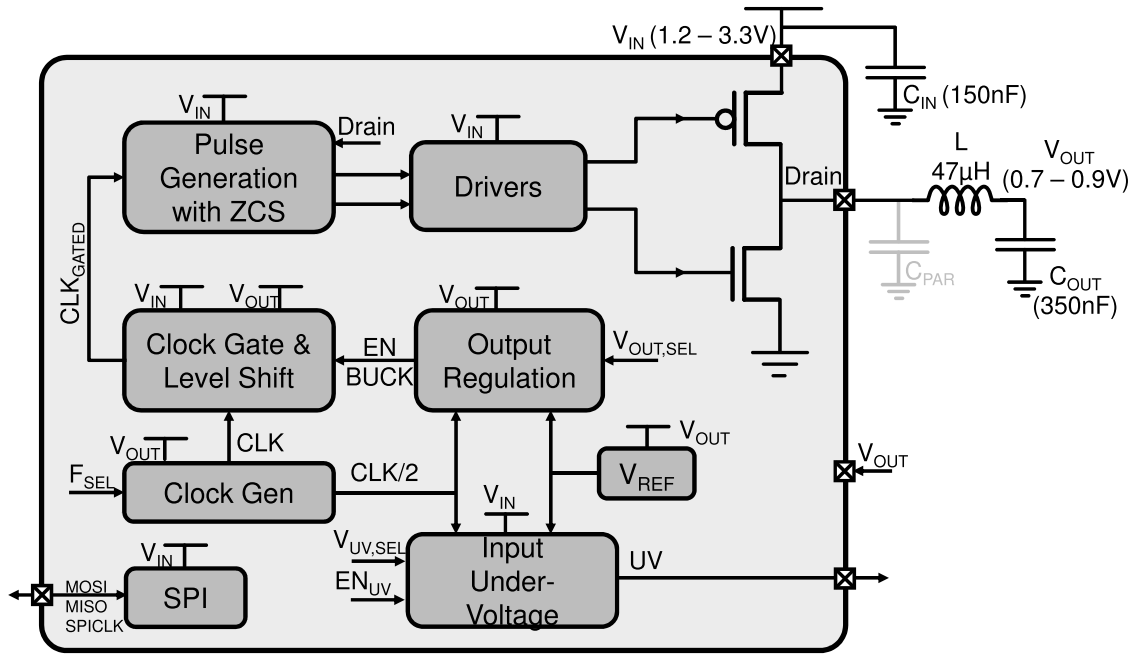 V_IN (1.2 – 3.3V)
C_IN (150nF)
V_IN
Pulse
Generation
with ZCS
Drain
V_IN
Drivers
Drain
L
47µH
V_OUT
(0.7 – 0.9V)
C_PAR
C_OUT
(350nF)
CLK_GATED
V_IN
V_OUT
Clock Gate &
Level Shift
EN
BUCK
V_OUT
Output
Regulation
V_OUT,SEL
V_OUT
CLK
F_SEL
Clock Gen
CLK/2
V_OUT
V_REF
V_OUT
V_IN
V_UV,SEL
EN_UV
Input
Under-
Voltage
UV
V_IN
SPI
MOSI
MISO
SPICLK